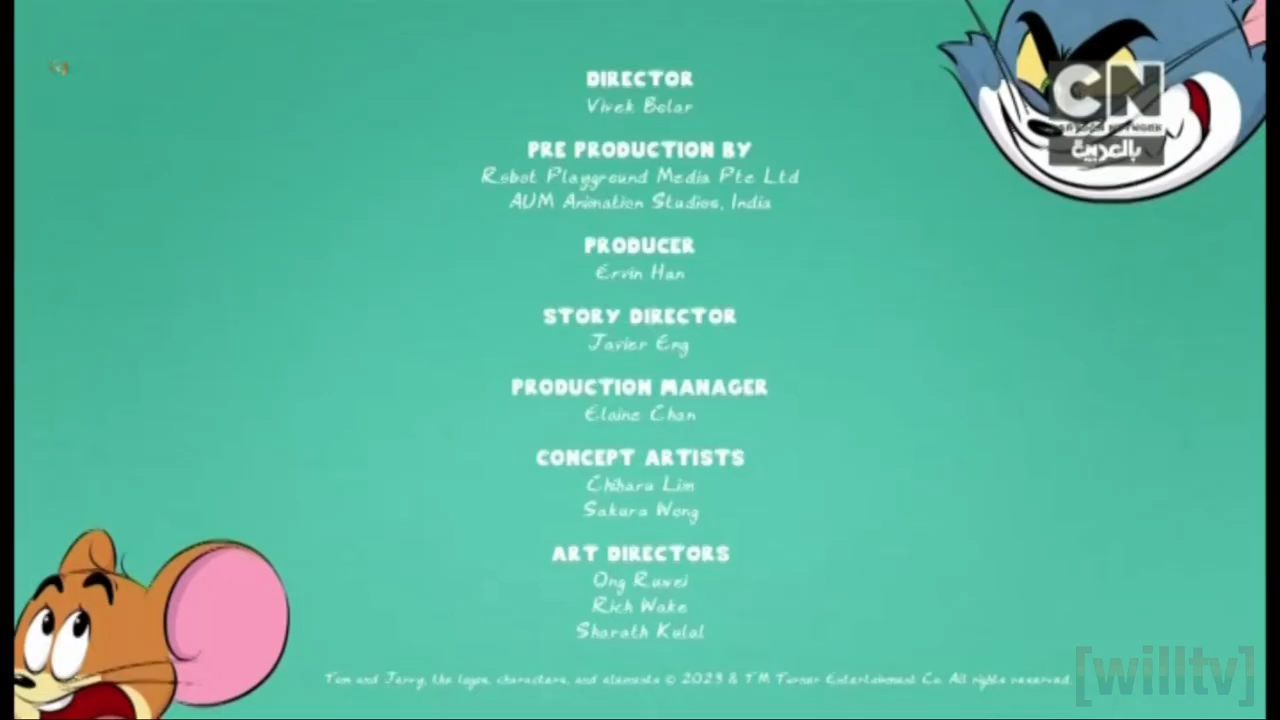 DIRECTOR
Vivek Bolar
PRE PRODUCTION BY
Robot Playground Media Pte Ltd
AUM Animation Studios, India
PRODUCER
Ervin Han
STORY DIRECTOR
Javier Eng
PRODUCTION MANAGER
Elaine Chan
CONCEPT ARTISTS
Chiharu Lim
Sakura Wong
ART DIRECTORS
Ong Ruwei
Rich Wake
Sharath Kulal
Tom and Jerry, the logos, characters, and elements © 2023 & TM Turner Entertainment Co. All rights reserved.
CN
CARTOON NETWORK
بالعربية
[willtv]